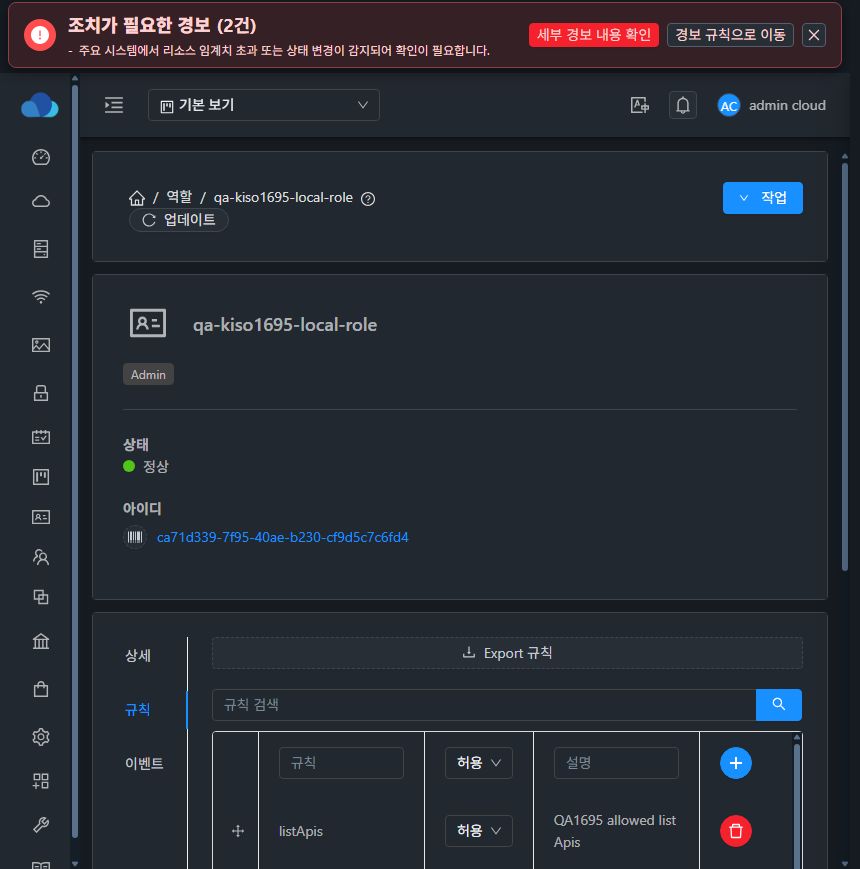 조치가 필요한 경보 (2건)
- 주요 시스템에서 리소스 임계치 초과 또는 상태 변경이 감지되어 확인이 필요합니다.
세부 경보 내용 확인
경보 규칙으로 이동
기본 보기
AC admin cloud
/ 역할 / qa-kiso1695-local-role
업데이트
작업
qa-kiso1695-local-role
Admin
상태
정상
아이디
ca71d339-7f95-40ae-b230-cf9d5c7c6fd4
상세
규칙
이벤트
Export 규칙
규칙 검색
규칙
허용
설명
listApis
허용
QA1695 allowed list
Apis